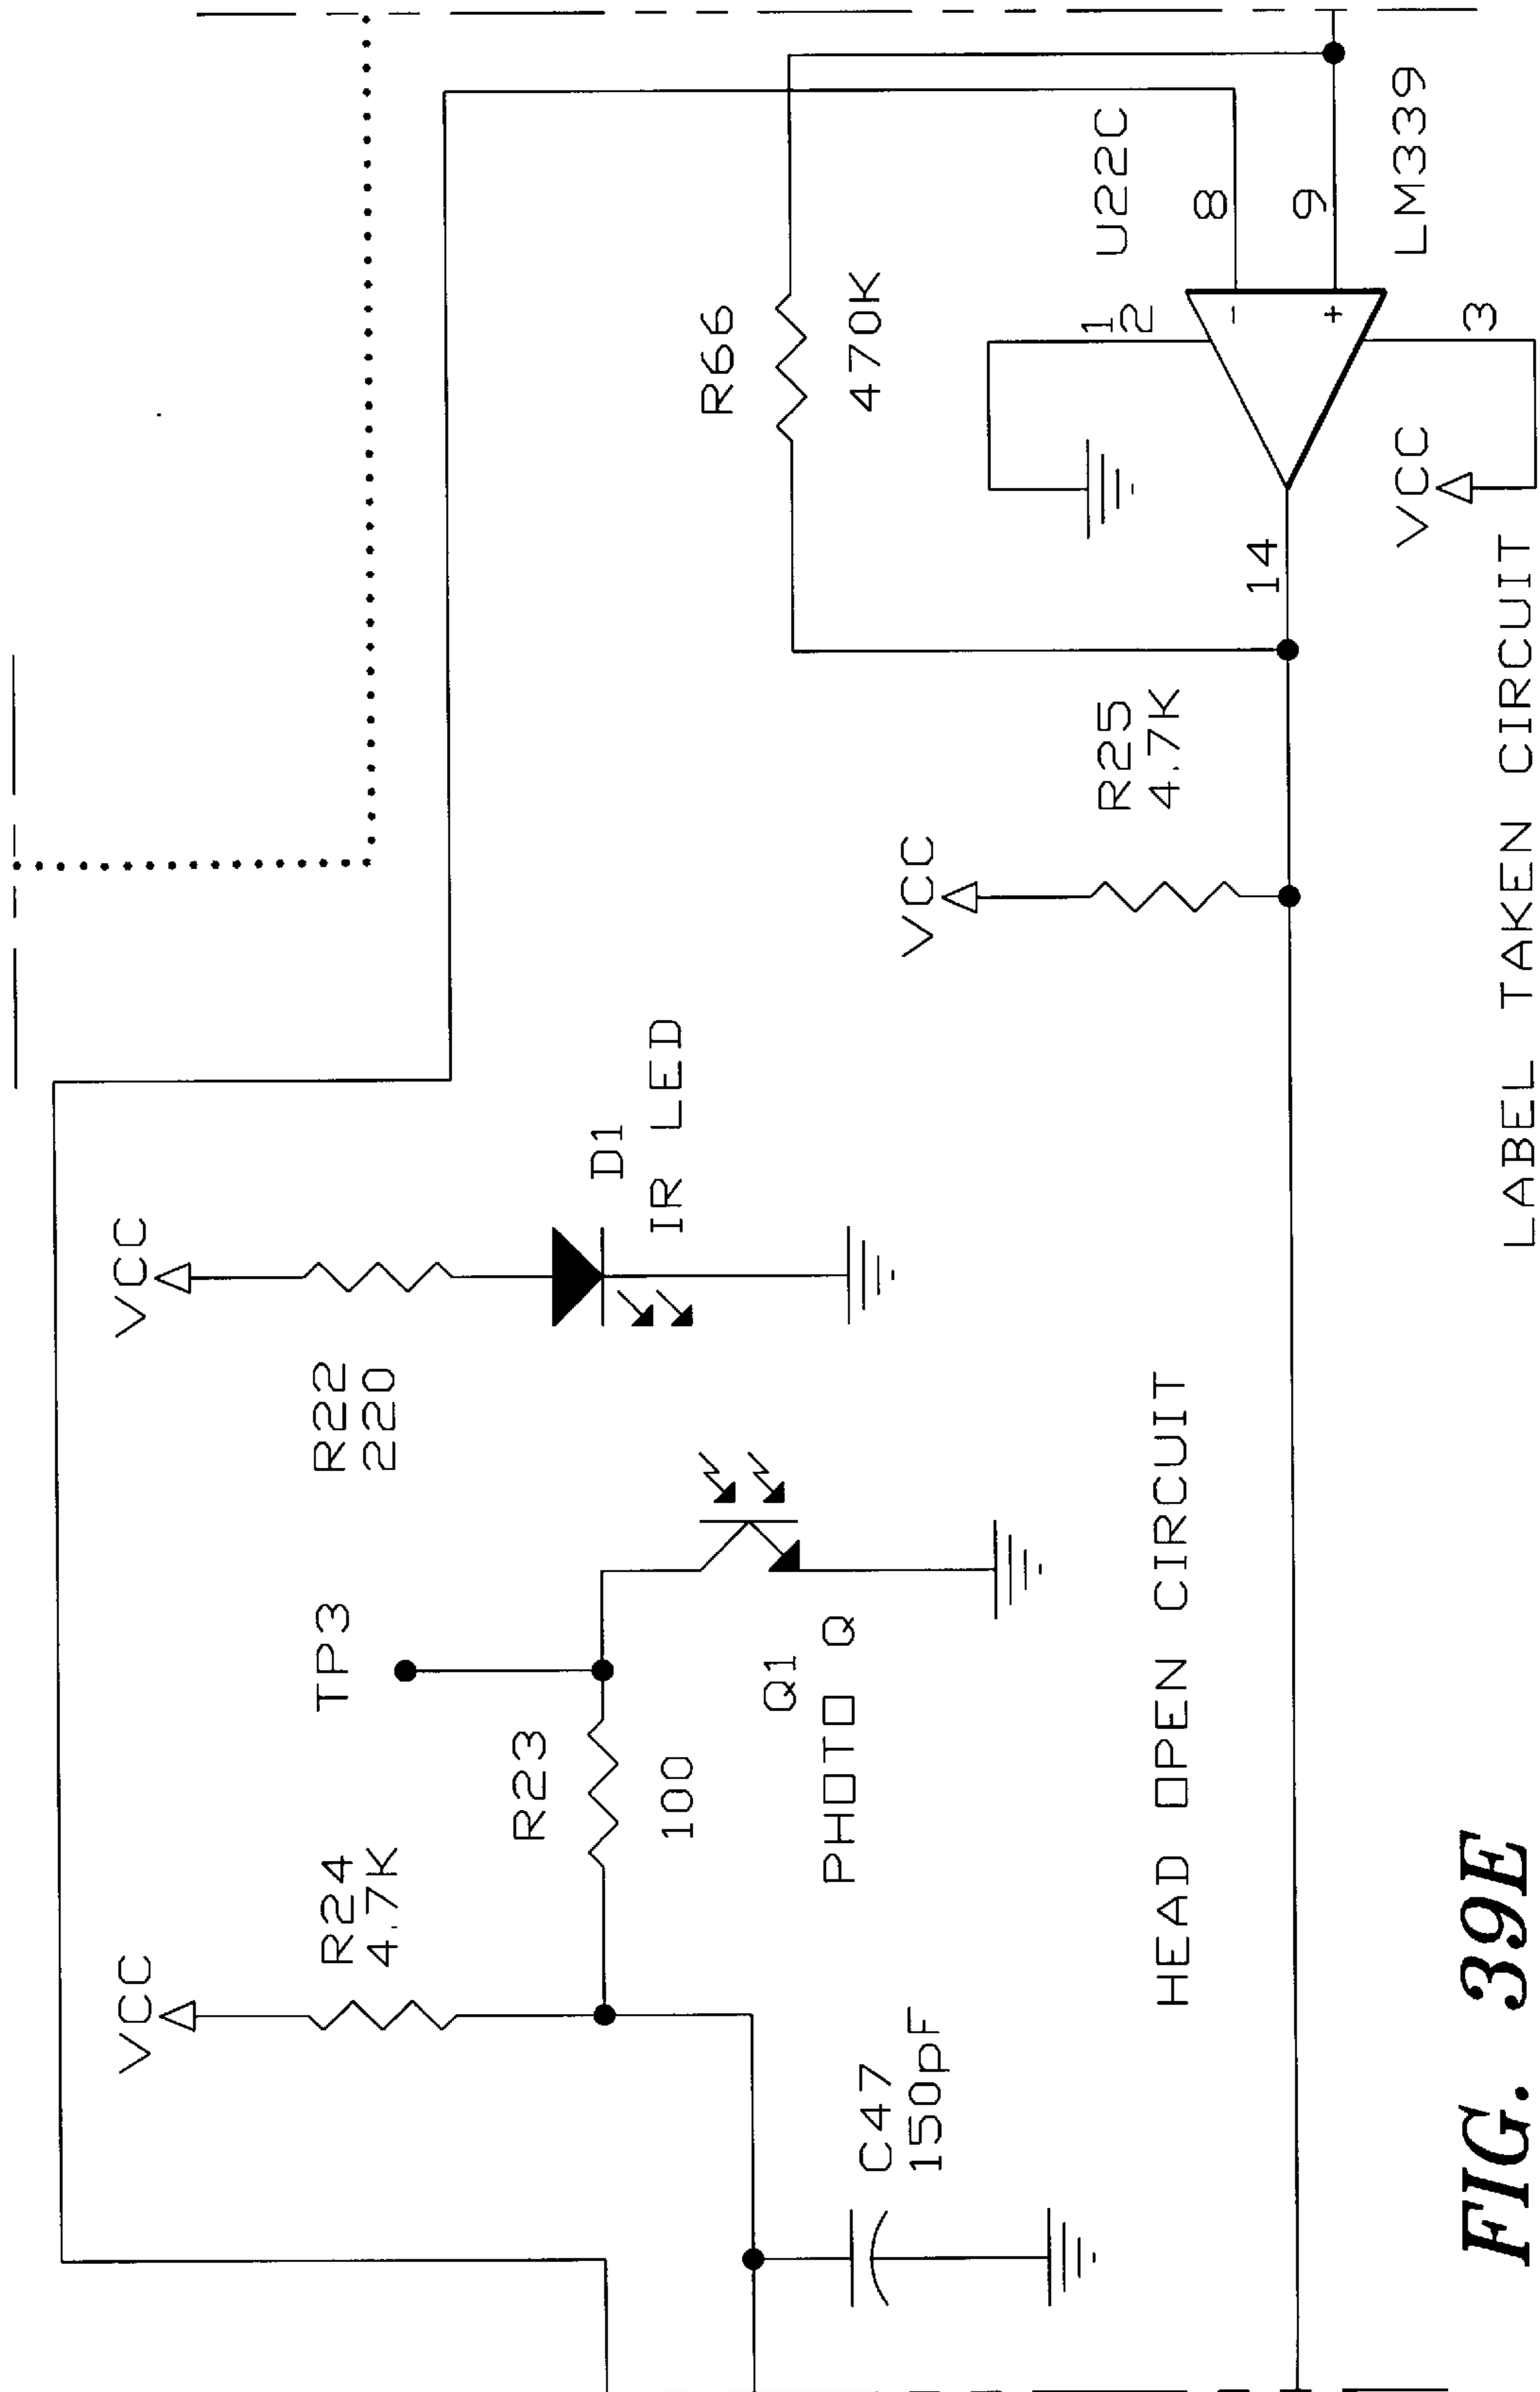 VCC
R24
4.7K
TP3
R23
100
C47
150pF
Q1
PHOTO Q
HEAD OPEN CIRCUIT
VCC
R22
220
D1
IR LED
VCC
R25
4.7K
R66
470K
U22C
1
2
-
8
+
9
14
3
VCC
LM339
LABEL TAKEN CIRCUIT
FIG. 39E